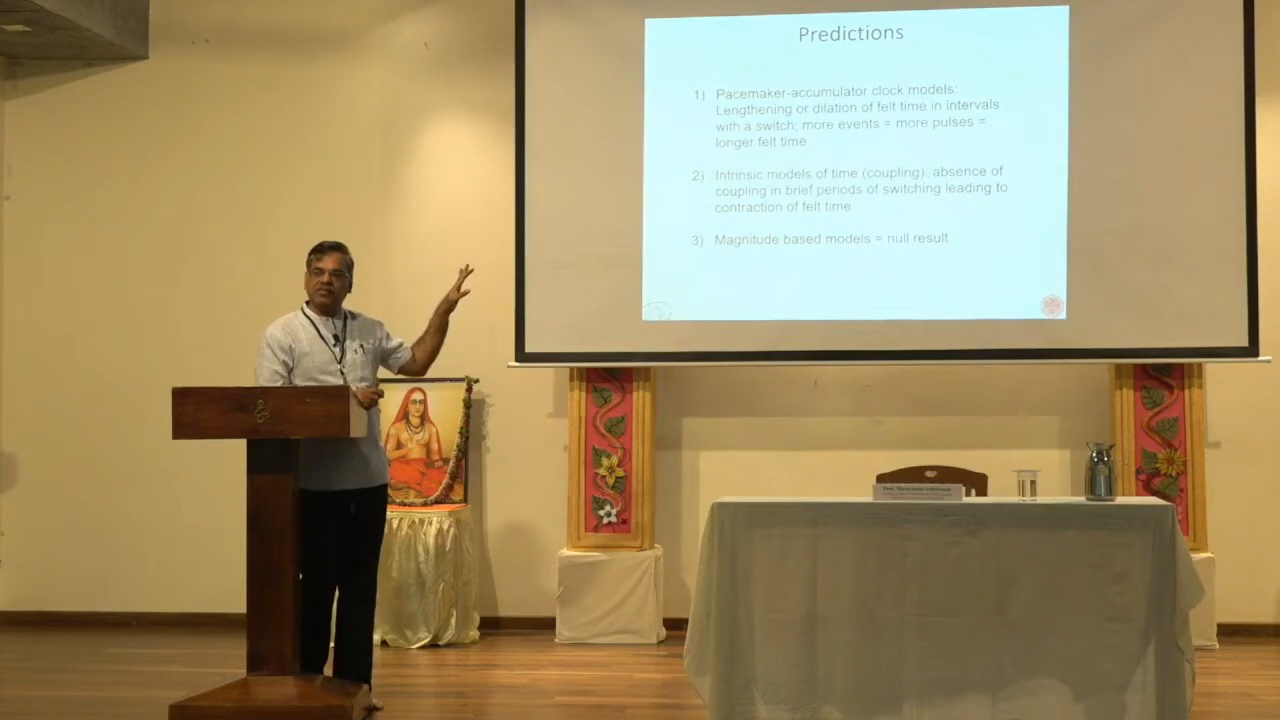 Predictions
1) Pacemaker-accumulator clock models:
Lengthening or dilation of felt time in intervals
with a switch; more events = more pulses =
longer felt time
2) Intrinsic models of time (coupling): absence of
coupling in brief periods of switching leading to
contraction of felt time
3) Magnitude based models = null result